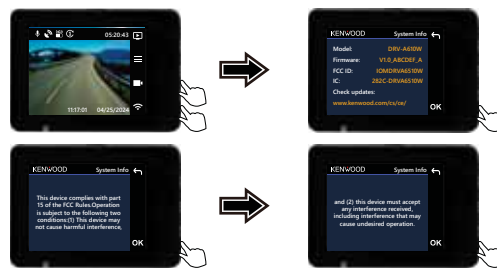 05:20:43
11:17:01 04/25/2024
KENWOOD System Info
Model: DRV-A610W
Firmware: V1.0_ABCDEF_A
FCC ID: IOMDRVA6510W
IC: 282C-DRVA6510W
Check updates:
www.kenwood.com/cs/ce/
OK
KENWOOD System Info
This device complies with part
15 of the FCC Rules.Operation
is subject to the following two
conditions:(1) This device may
not cause harmful interference,
OK
KENWOOD System Info
and (2) this device must accept
any interference received,
including interference that may
cause undesired operation.
OK